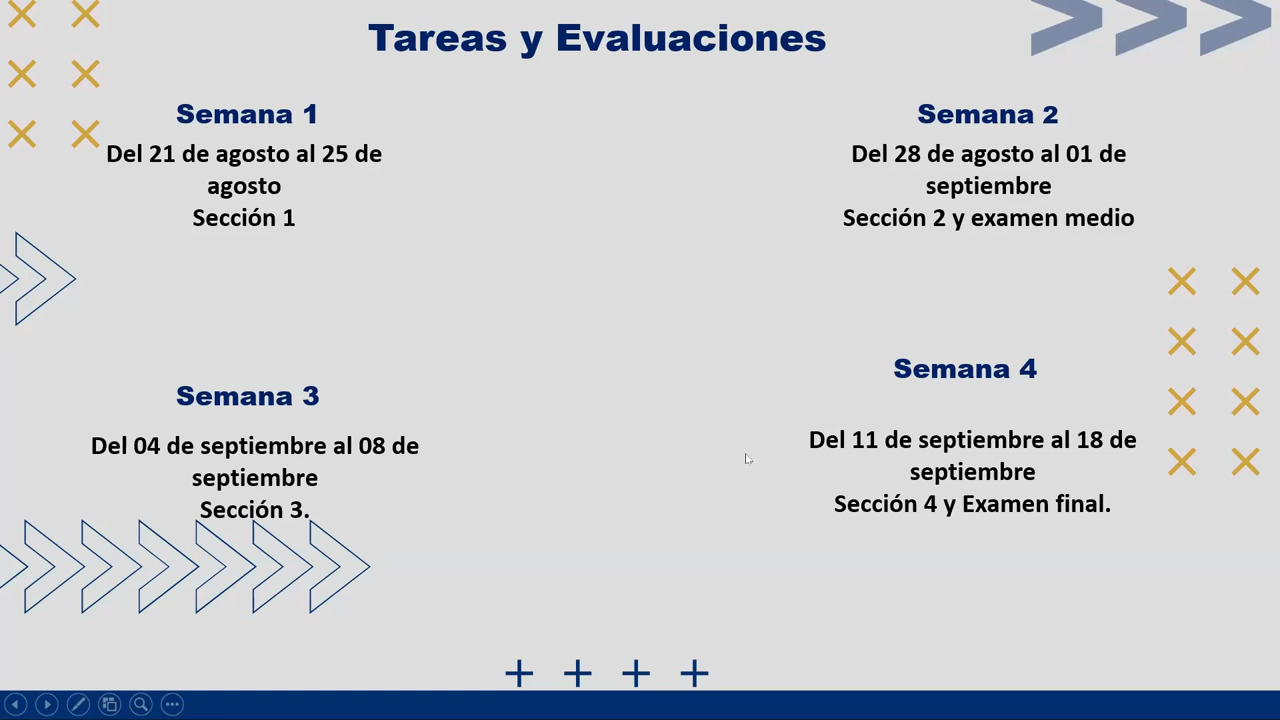 Tareas y Evaluaciones
Semana 1
Del 21 de agosto al 25 de
agosto
Sección 1
Semana 2
Del 28 de agosto al 01 de
septiembre
Sección 2 y examen medio
Semana 3
Del 04 de septiembre al 08 de
septiembre
Sección 3.
Semana 4
Del 11 de septiembre al 18 de
septiembre
Sección 4 y Examen final.